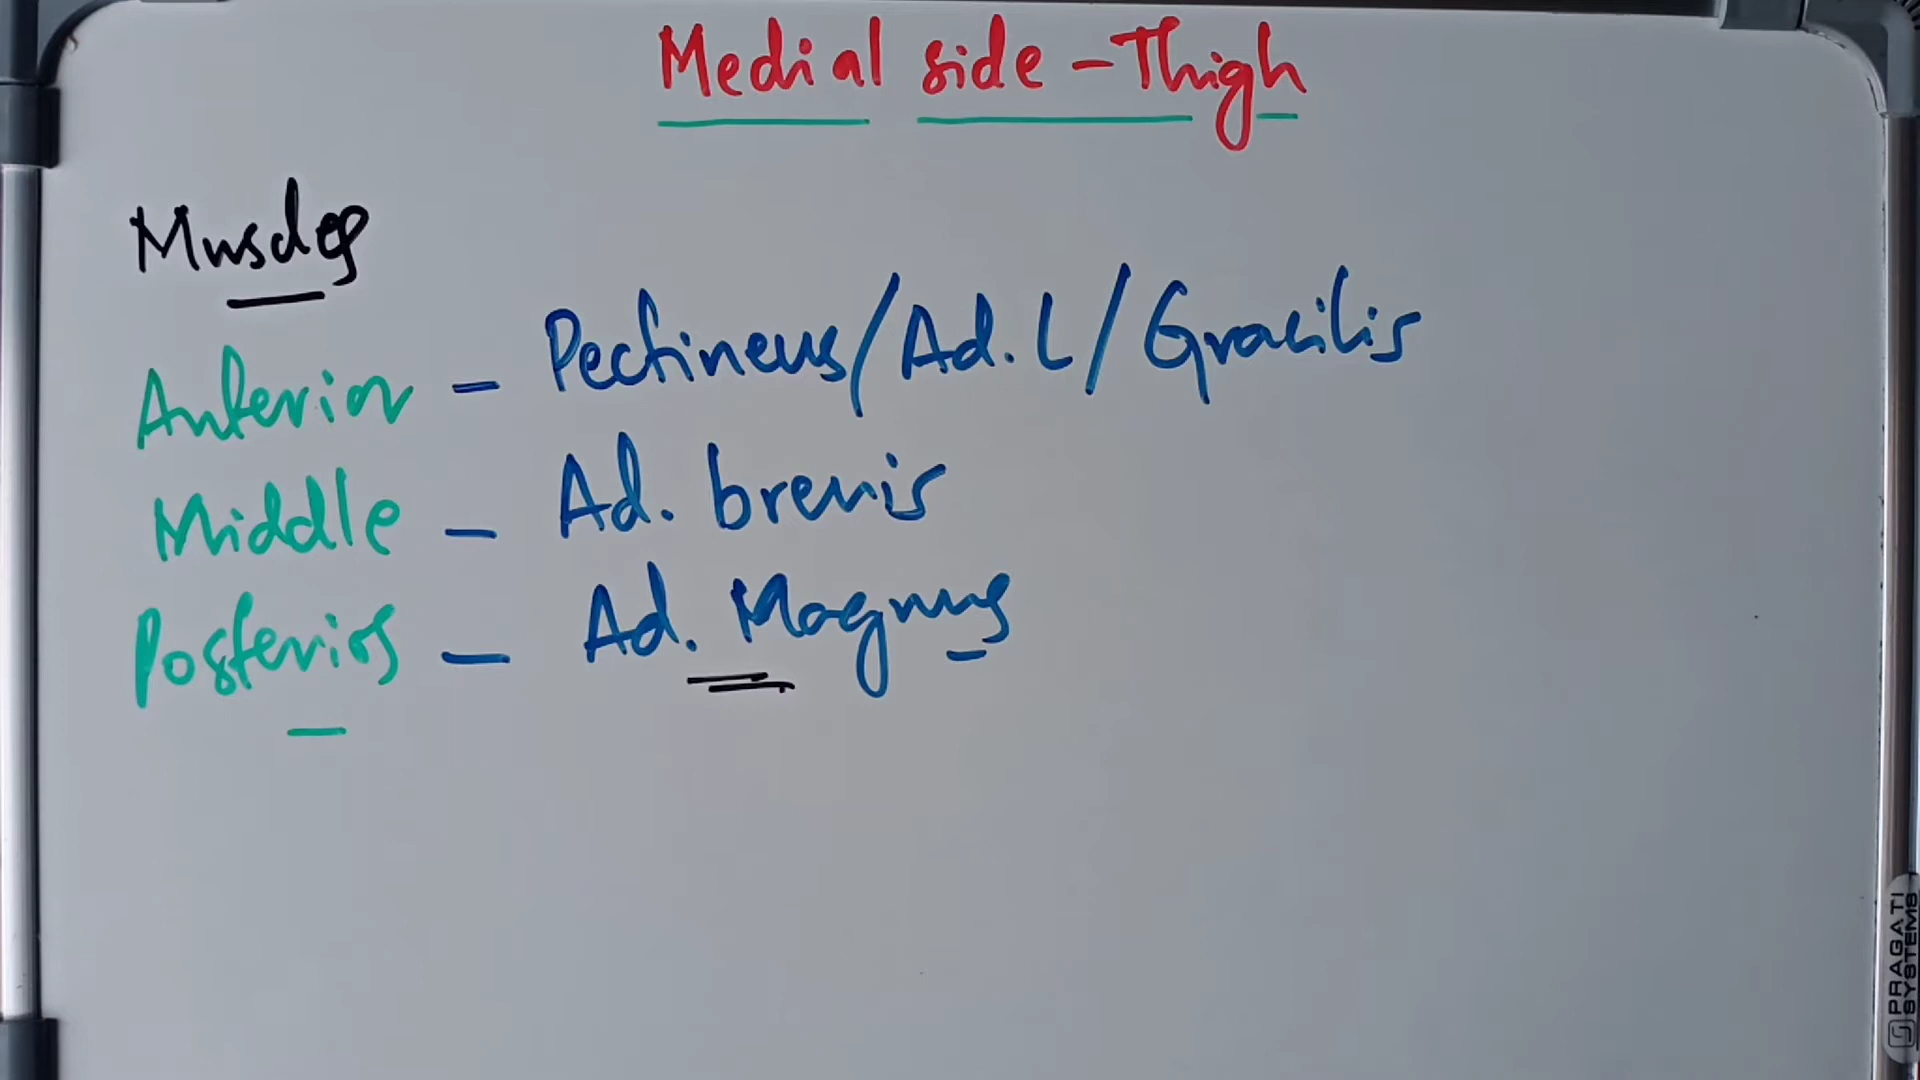 Medial side - Thigh
Muscles
Anterior - Pectineus/Ad. L/Gracilis
Middle - Ad. brevis
Posterior - Ad. Magnus
PRAGATI
SYSTEMS